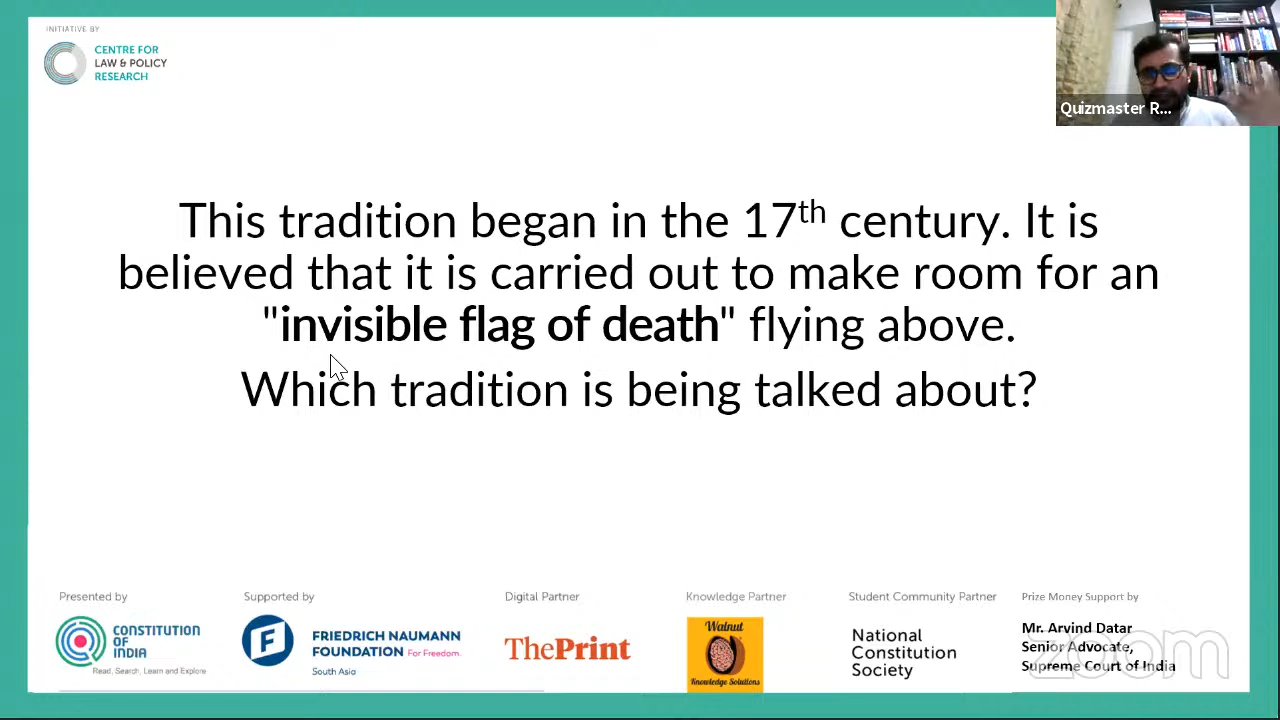 INITIATIVE BY
CENTRE FOR
LAW & POLICY
RESEARCH
Quizmaster R...
This tradition began in the 17th century. It is
believed that it is carried out to make room for an
"invisible flag of death" flying above.
Which tradition is being talked about?
Presented by
CONSTITUTION
OF
INDIA
Read, Search, Learn and Explore
Supported by
F
FRIEDRICH NAUMANN
FOUNDATION For Freedom.
South Asia
Digital Partner
ThePrint
Knowledge Partner
Walnut
Knowledge Solutions
Student Community Partner
National
Constitution
Society
Prize Money Support by
Mr. Arvind Datar
Senior Advocate,
Supreme Court of India
zoom